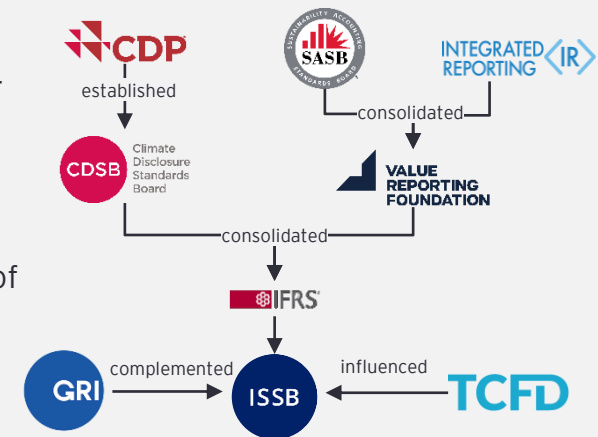 CDP
SUSTAINABILITY ACCOUNTING
SASB
STANDARDS BOARD
INTEGRATED
REPORTING <IR>
established
consolidated
CDSB
Climate
Disclosure
Standards
Board
VALUE
REPORTING
FOUNDATION
consolidated
of
IFRS
GRI
complemented
ISSB
influenced
TCFD